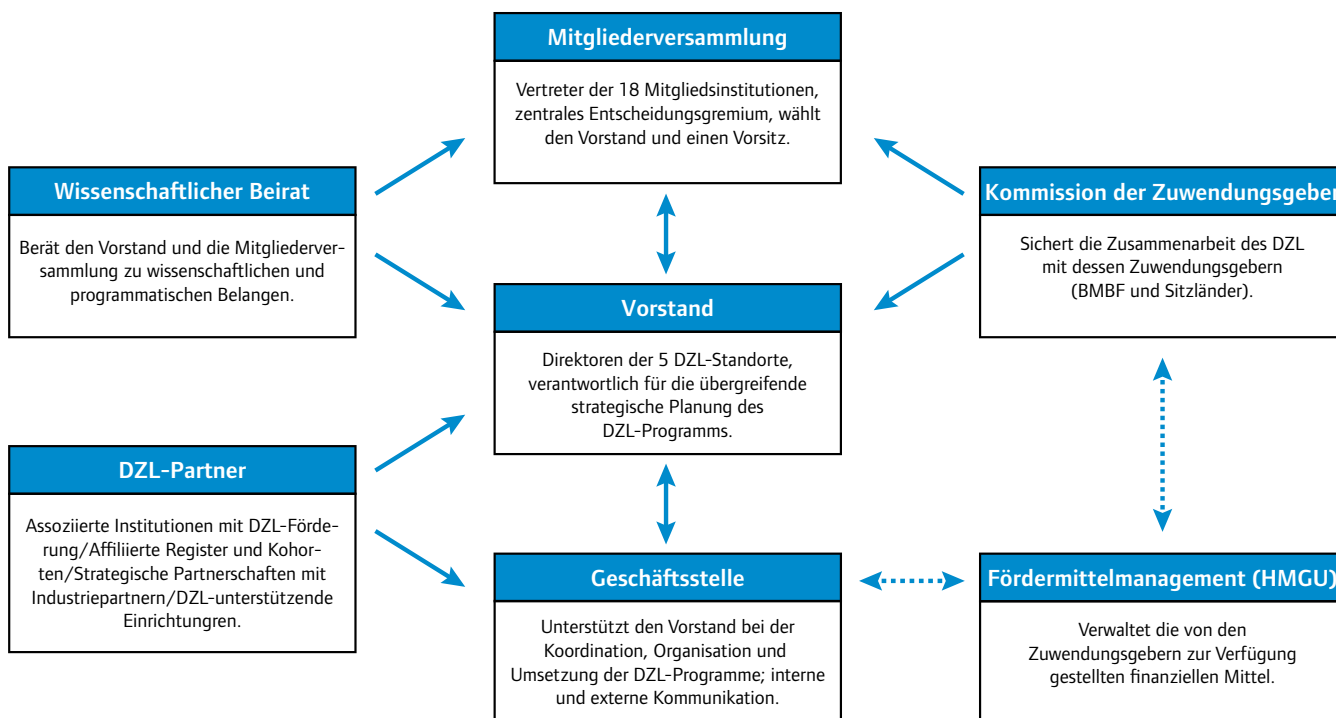 Mitgliederversammlung
Vertreter der 18 Mitgliedsinstitutionen,
zentrales Entscheidungsgremium, wählt
den Vorstand und einen Vorsitz.
Wissenschaftlicher Beirat
Berät den Vorstand und die Mitgliederver-
sammlung zu wissenschaftlichen und
programmatischen Belangen.
Kommission der Zuwendungsgeber
Sichert die Zusammenarbeit des DZL
mit dessen Zuwendungsgebern
(BMBF und Sitzländer).
Vorstand
Direktoren der 5 DZL-Standorte,
verantwortlich für die übergreifende
strategische Planung des
DZL-Programms.
DZL-Partner
Assoziierte Institutionen mit DZL-Förde-
rung/Affiliierte Register und Kohor-
ten/Strategische Partnerschaften mit
Industriepartnern/DZL-unterstützende
Einrichtungren.
Geschäftsstelle
Unterstützt den Vorstand bei der
Koordination, Organisation und
Umsetzung der DZL-Programme; interne
und externe Kommunikation.
Fördermittelmanagement (HMGU)
Verwaltet die von den
Zuwendungsgebern zur Verfügung
gestellten finanziellen Mittel.